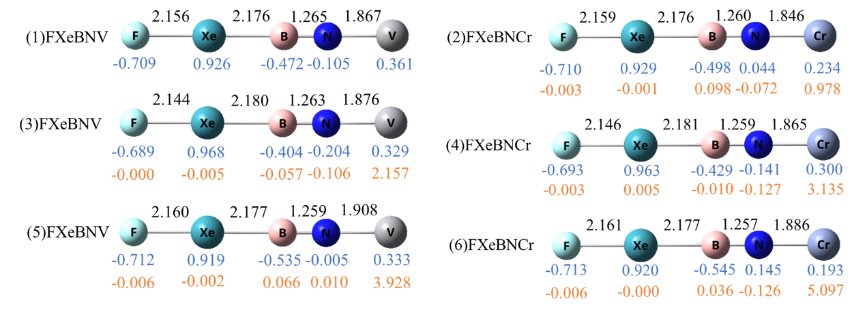 2.156 2.176 1.265 1.867
(1)FXeBNV F Xe B N V
-0.709 0.926 -0.472 -0.105 0.361
2.159 2.176 1.260 1.846
(2)FXeBNCr F Xe B N Cr
-0.710 0.929 -0.498 0.044 0.234
-0.003 -0.001 0.098 -0.072 0.978
2.144 2.180 1.263 1.876
(3)FXeBNV F Xe B N V
-0.689 0.968 -0.404 -0.204 0.329
-0.000 -0.005 -0.057 -0.106 2.157
2.146 2.181 1.259 1.865
(4)FXeBNCr F Xe B N Cr
-0.693 0.963 -0.429 -0.141 0.300
-0.003 0.005 -0.010 -0.127 3.135
2.160 2.177 1.259 1.908
(5)FXeBNV F Xe B N V
-0.712 0.919 -0.535 -0.005 0.333
-0.006 -0.002 0.066 0.010 3.928
2.161 2.177 1.257 1.886
(6)FXeBNCr F Xe B N Cr
-0.713 0.920 -0.545 0.145 0.193
-0.006 -0.000 0.036 -0.126 5.097